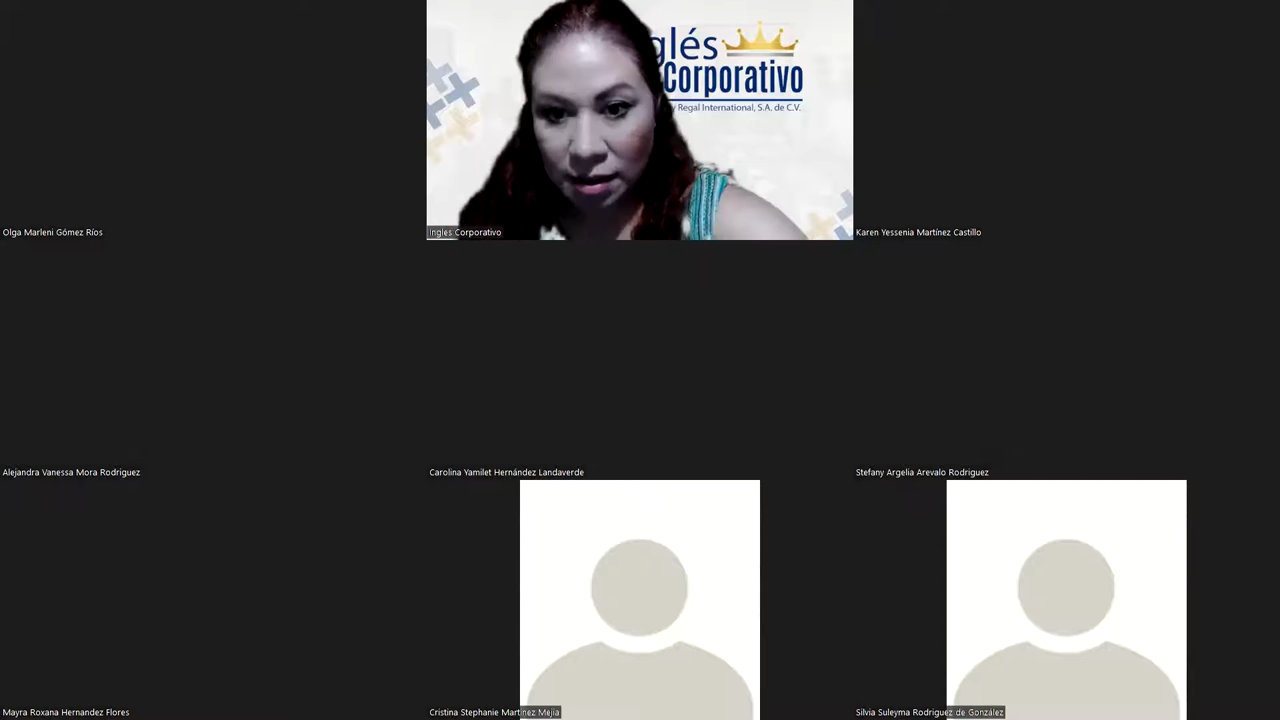 glés
Corporativo
y Regal International, S.A. de C.V.
Olga Marleni Gómez Ríos
Ingles Corporativo
Karen Yessenia Martínez Castillo
Alejandra Vanessa Mora Rodriguez
Carolina Yamilet Hernández Landaverde
Stefany Argelia Arevalo Rodriguez
Mayra Roxana Hernandez Flores
Cristina Stephanie Martinez Mejía
Silvia Suleyma Rodriguez de González